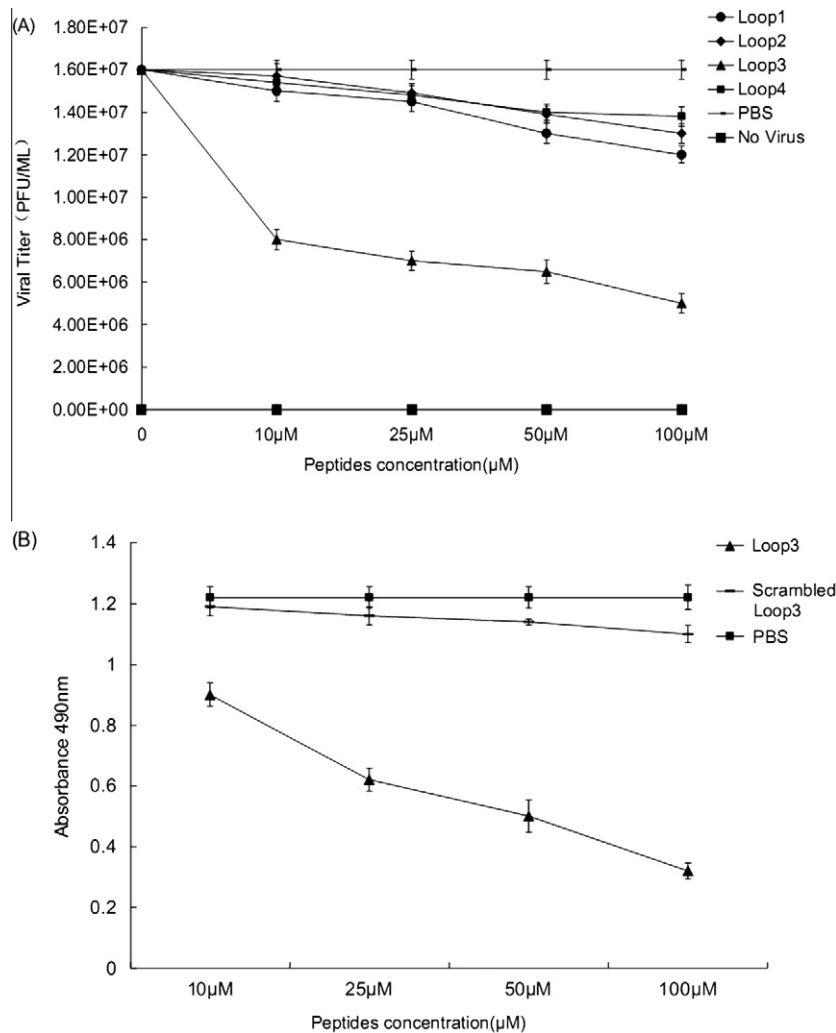 (A)
1.80E+07
1.60E+07
1.40E+07
1.20E+07
1.00E+07
8.00E+06
6.00E+06
4.00E+06
2.00E+06
0.00E+00
Viral Titer（PFU/ML）
0 10μM 25μM 50μM 100μM
Peptides concentration(μM)
Loop1
Loop2
Loop3
Loop4
PBS
No Virus
(B)
1.4
1.2
1
0.8
0.6
0.4
0.2
0
Absorbance 490nm
10μM 25μM 50μM 100μM
Peptides concentration(μM)
Loop3
Scrambled
Loop3
PBS